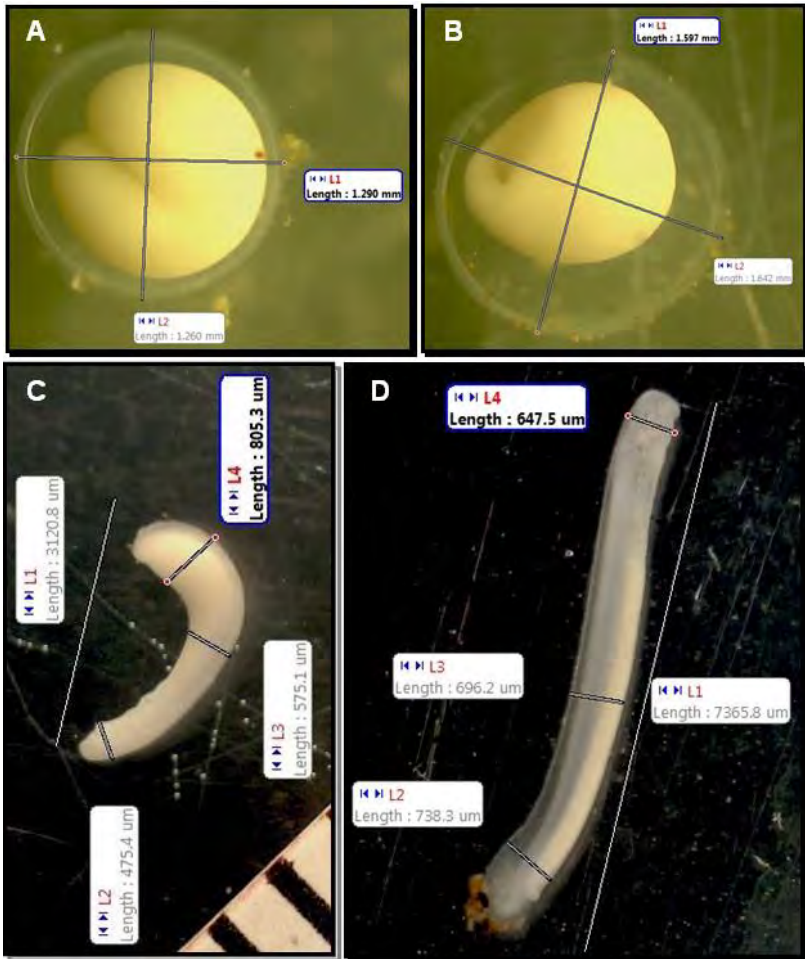 A
L1
Length : 1.290 mm
L2
Length : 1.260 mm
B
L1
Length : 1.597 mm
L2
Length : 1.642 mm
C
L4
Length : 805.3 um
L1
Length : 3120.8 um
L3
Length : 575.1 um
L2
Length : 475.4 um
D
L4
Length : 647.5 um
L3
Length : 696.2 um
L1
Length : 7365.8 um
L2
Length : 738.3 um